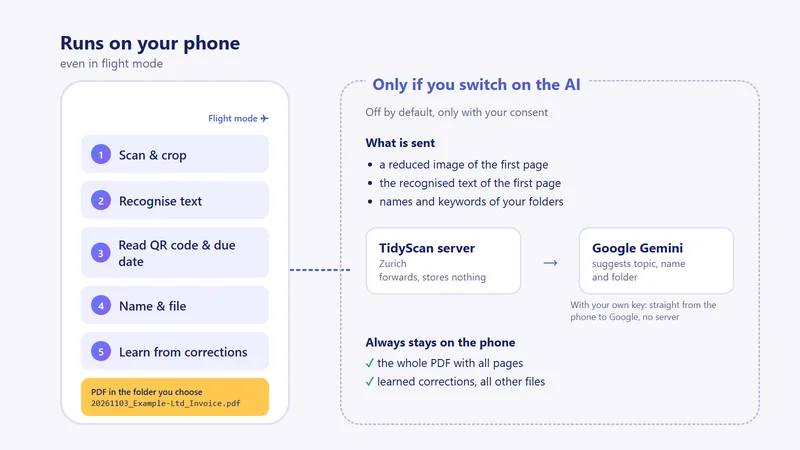 Runs on your phone
even in flight mode
Flight mode ✈
1 Scan & crop
2 Recognise text
3 Read QR code & due
date
4 Name & file
5 Learn from corrections
PDF in the folder you choose
20261103_Example-Ltd_Invoice.pdf
Only if you switch on the AI
Off by default, only with your consent
What is sent
• a reduced image of the first page
• the recognised text of the first page
• names and keywords of your folders
TidyScan server
Zurich
forwards, stores nothing
→
Google Gemini
suggests topic, name
and folder
With your own key: straight from the
phone to Google, no server
Always stays on the phone
✓ the whole PDF with all pages
✓ learned corrections, all other files